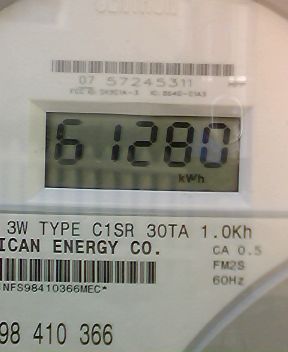 07 57245311
61280
kWh
3W TYPE C1SR 30TA 1.0Kh
ICAN ENERGY CO.
CA 0.5
FM2S
60Hz
NFS98410366MEC*
98 410 366